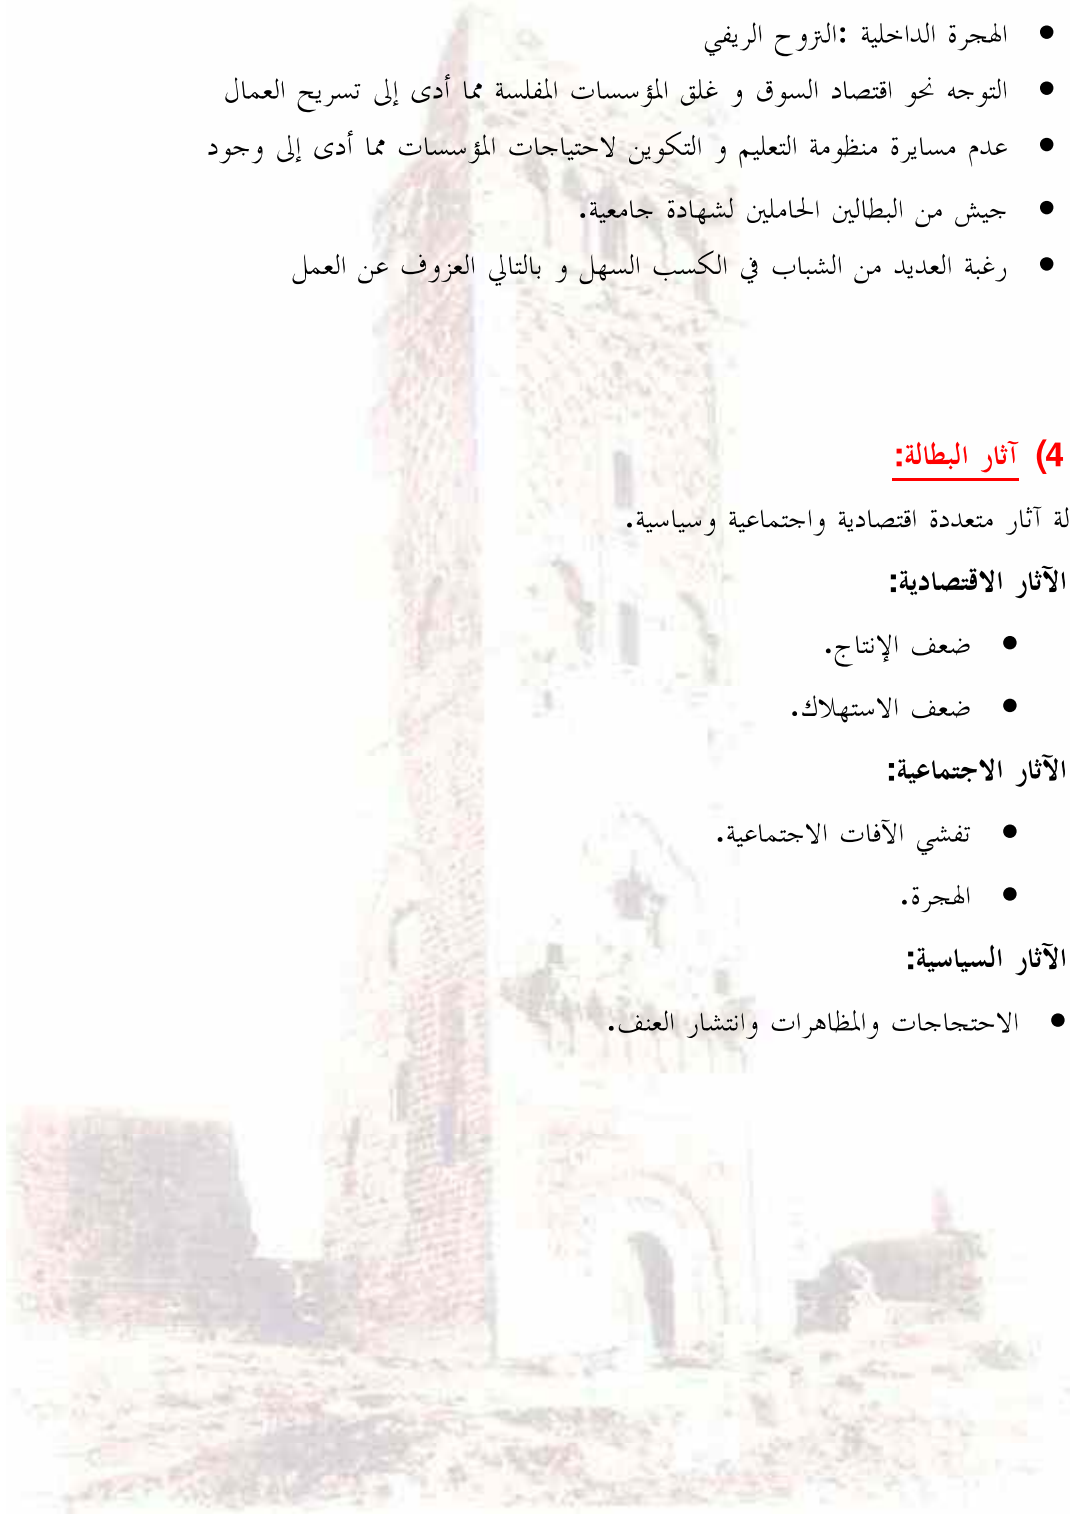 • الهجرة الداخلية :النزوح الريفي
• التوجه نحو اقتصاد السوق و غلق المؤسسات المفلسة مما أدى إلى تسريح العمال
• عدم مسايرة منظومة التعليم و التكوين لاحتياجات المؤسسات مما أدى إلى وجود
• جيش من البطالين الحاملين لشهادة جامعية.
• رغبة العديد من الشباب في الكسب السهل و بالتالي العزوف عن العمل
4) آثار البطالة:
لة آثار متعددة اقتصادية واجتماعية وسياسية.
الآثار الاقتصادية:
• ضعف الإنتاج.
• ضعف الاستهلاك.
الآثار الاجتماعية:
• تفشي الآفات الاجتماعية.
• الهجرة.
الآثار السياسية:
• الاحتجاجات والمظاهرات وانتشار العنف.